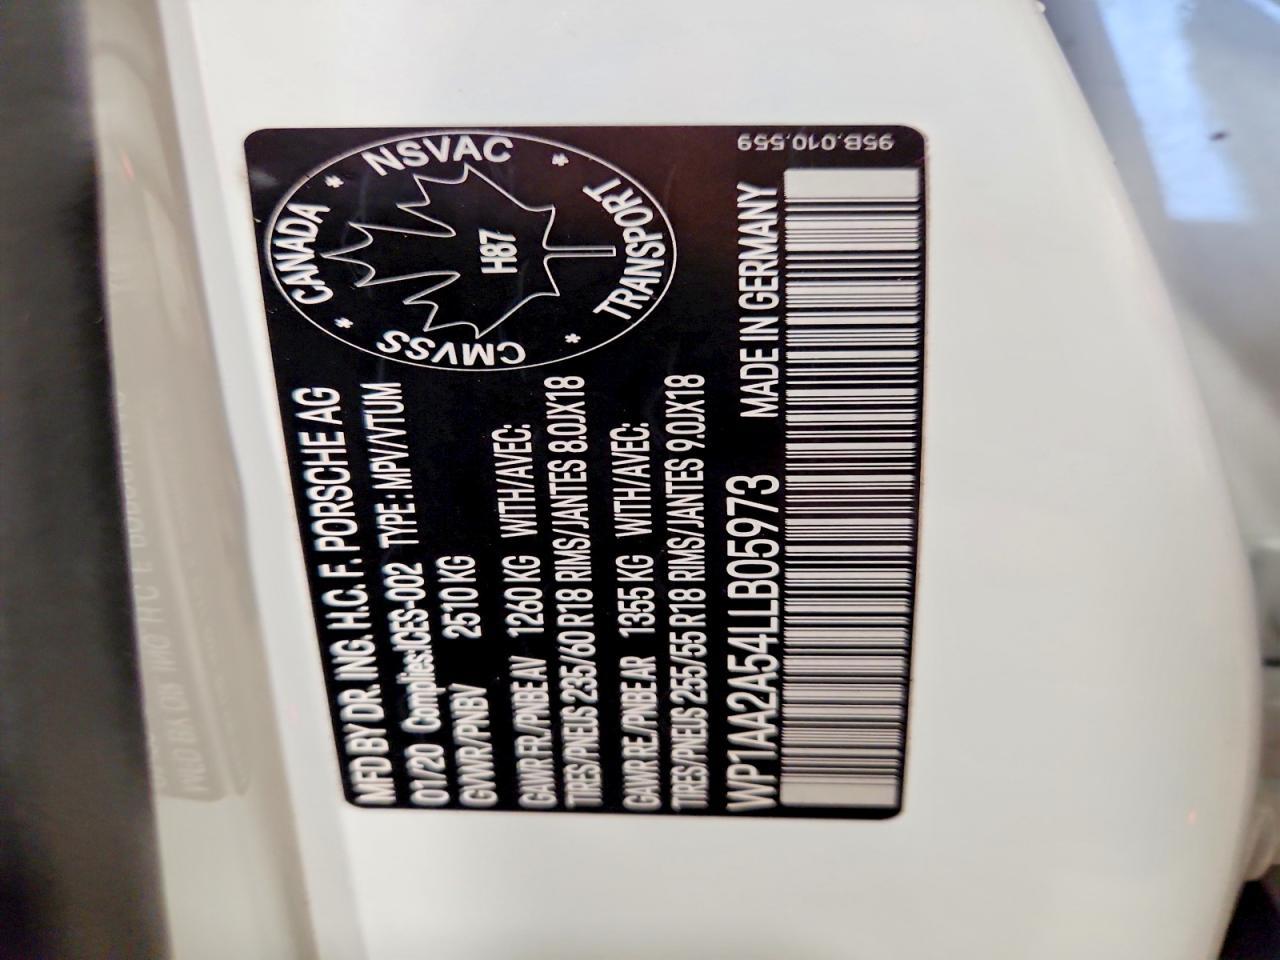 MFD BY DR. ING. H.C. F. PORSCHE AG
01/20 Complies:ICES-002 TYPE: MPV/VTUM
GVWR/PNBV 2510 KG
GAWR FR./PNBE AV 1260 KG WITH/AVEC:
TIRES/PNEUS 235/60 R18 RIMS/JANTES 8.0JX18
GAWR RE./PNBE AR 1355 KG WITH/AVEC:
TIRES/PNEUS 255/55 R18 RIMS/JANTES 9.0JX18
WP1AA2A54LLB05973 MADE IN GERMANY
CANADA * NSVAC * TRANSPORT * CMVSS *
H87
95B.010.559